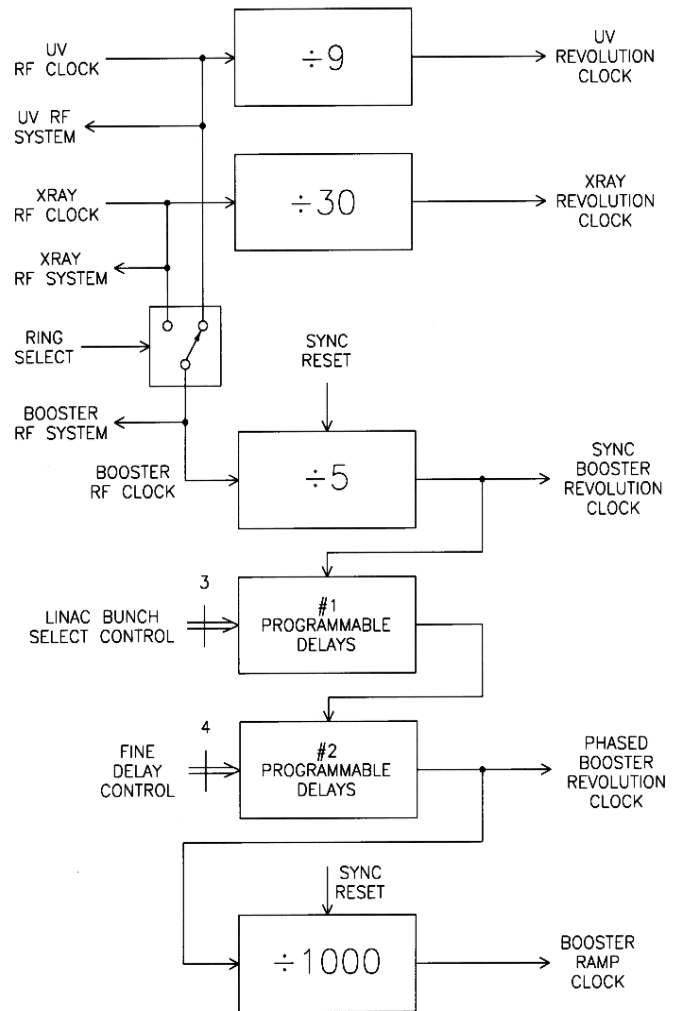 UV
RF CLOCK
÷9
UV
REVOLUTION
CLOCK
UV RF
SYSTEM
XRAY
RF CLOCK
÷30
XRAY
REVOLUTION
CLOCK
XRAY
RF SYSTEM
RING
SELECT
SYNC
RESET
BOOSTER
RF SYSTEM
BOOSTER
RF CLOCK
÷5
SYNC
BOOSTER
REVOLUTION
CLOCK
3
LINAC BUNCH
SELECT CONTROL
#1
PROGRAMMABLE
DELAYS
4
FINE
DELAY
CONTROL
#2
PROGRAMMABLE
DELAYS
PHASED
BOOSTER
REVOLUTION
CLOCK
SYNC
RESET
÷1000
BOOSTER
RAMP
CLOCK